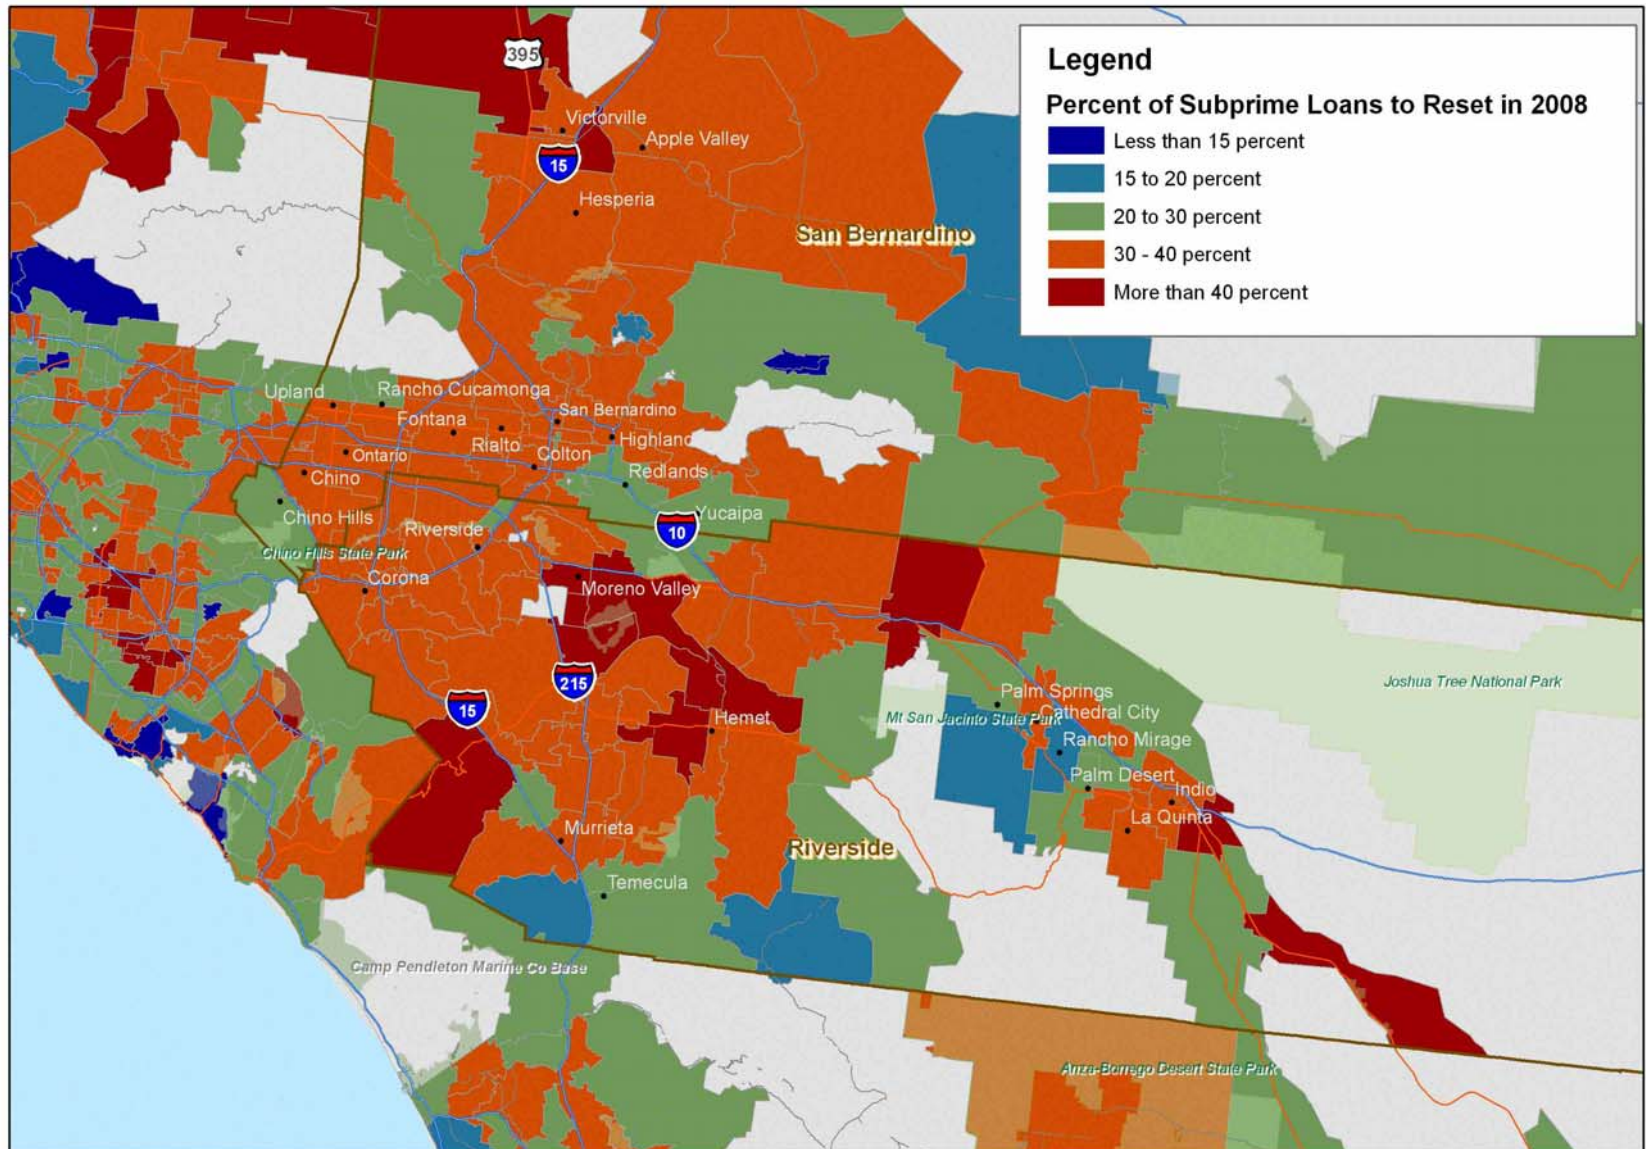 Legend
Percent of Subprime Loans to Reset in 2008
Less than 15 percent
15 to 20 percent
20 to 30 percent
30 - 40 percent
More than 40 percent
395
Victorville
Apple Valley
15
Hesperia
San Bernardino
Upland
Rancho Cucamonga
Fontana
San Bernardino
Rialto
Highland
Ontario
Colton
Chino
Redlands
Chino Hills
Yucaipa
Riverside
10
Chino Hills State Park
Corona
Moreno Valley
215
15
Hemet
Palm Springs
Mt San Jacinto State Park
Cathedral City
Rancho Mirage
Joshua Tree National Park
Palm Desert
Indio
La Quinta
Murrieta
Riverside
Temecula
Camp Pendleton Marine Co Base
Anza-Borrego Desert State Park